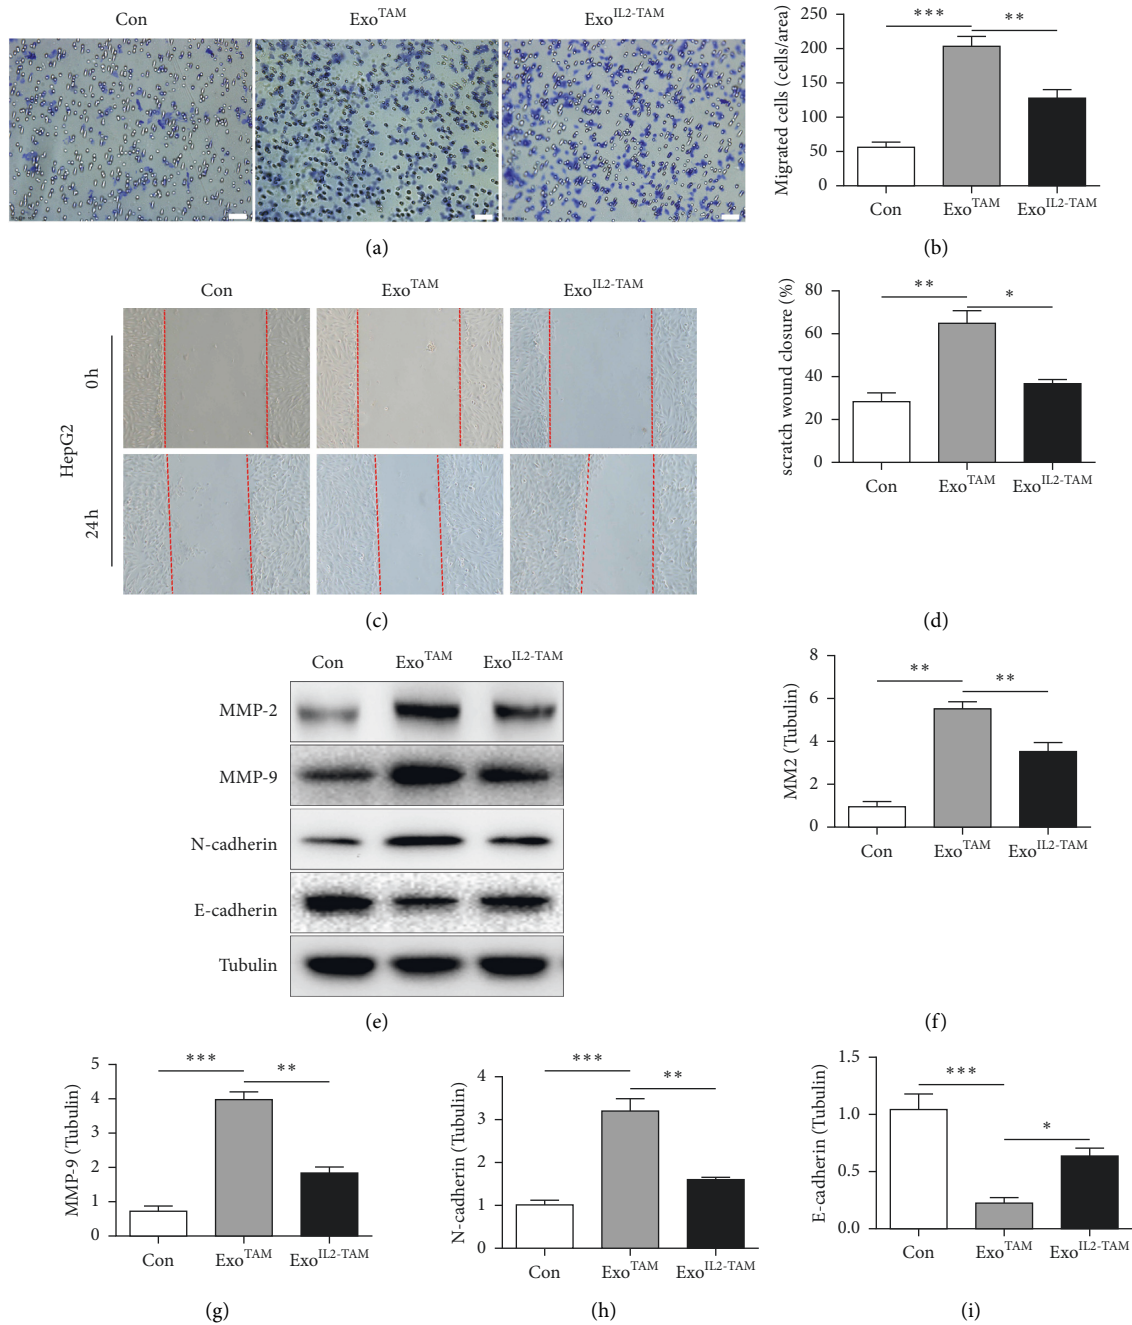 Con Exo^TAM Exo^IL2-TAM
(a)
Migrated cells (cells/area)
250
200
150
100
50
0
*** **
Con Exo^TAM Exo^IL2-TAM
(b)
Con Exo^TAM Exo^IL2-TAM
HepG2
0 h
24 h
(c)
scratch wound closure (%)
80
60
40
20
0
** *
Con Exo^TAM Exo^IL2-TAM
(d)
Con Exo^TAM Exo^IL2-TAM
MMP-2
MMP-9
N-cadherin
E-cadherin
Tubulin
(e)
MM2 (Tubulin)
8
6
4
2
0
** **
Con Exo^TAM Exo^IL2-TAM
(f)
MMP-9 (Tubulin)
5
4
3
2
1
0
*** **
Con Exo^TAM Exo^IL2-TAM
(g)
N-cadherin (Tubulin)
4
3
2
1
0
*** **
Con Exo^TAM Exo^IL2-TAM
(h)
E-cadherin (Tubulin)
1.5
1.0
0.5
0.0
*** *
Con Exo^TAM Exo^IL2-TAM
(i)